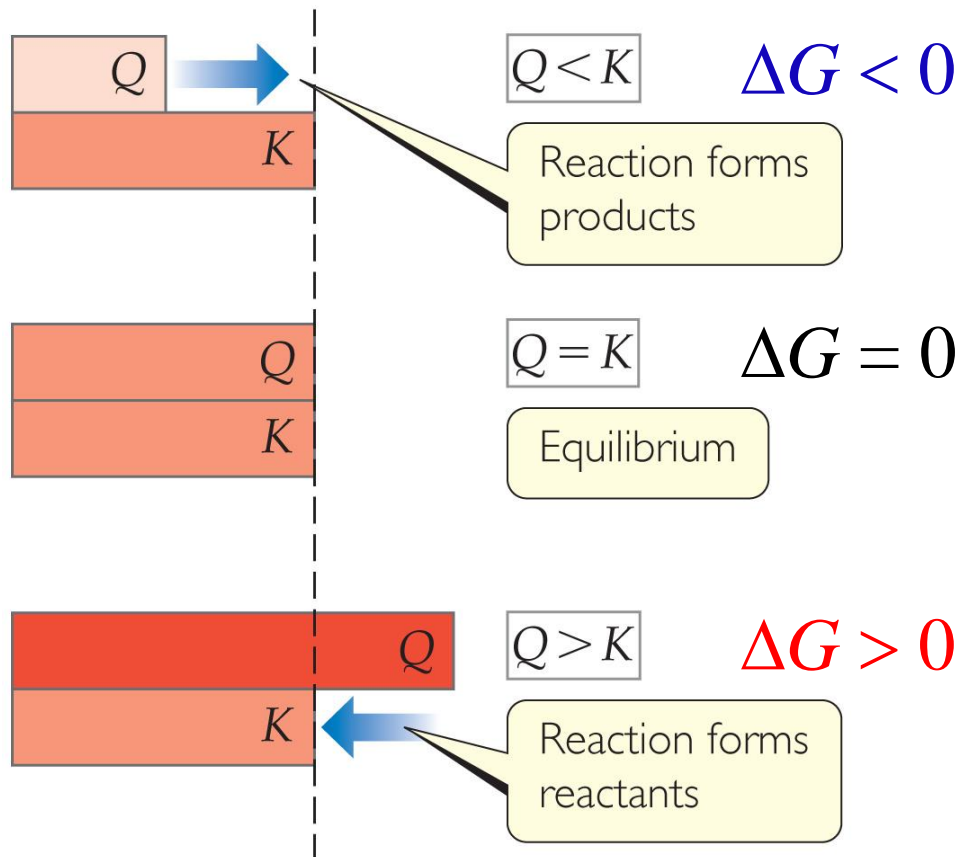 Q
K
Q < K
ΔG < 0
Reaction forms
products
Q
K
Q = K
ΔG = 0
Equilibrium
Q
K
Q > K
ΔG > 0
Reaction forms
reactants